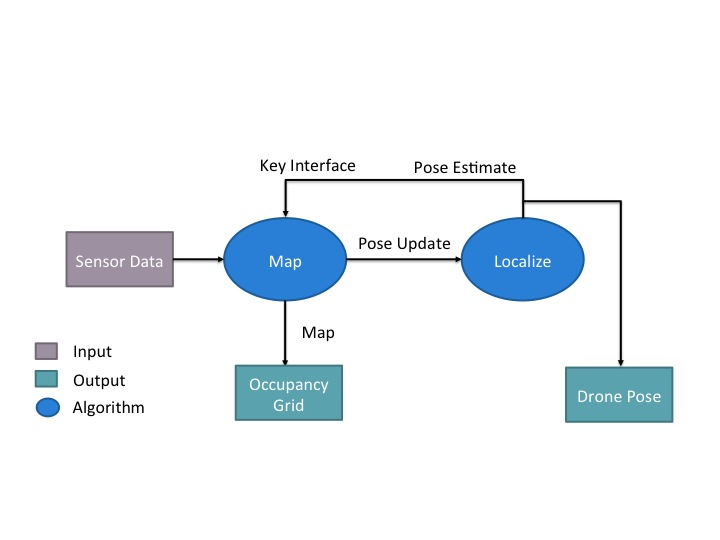 Key Interface
Pose Estimate
Sensor Data
Map
Pose Update
Localize
Map
Input
Output
Algorithm
Occupancy
Grid
Drone Pose